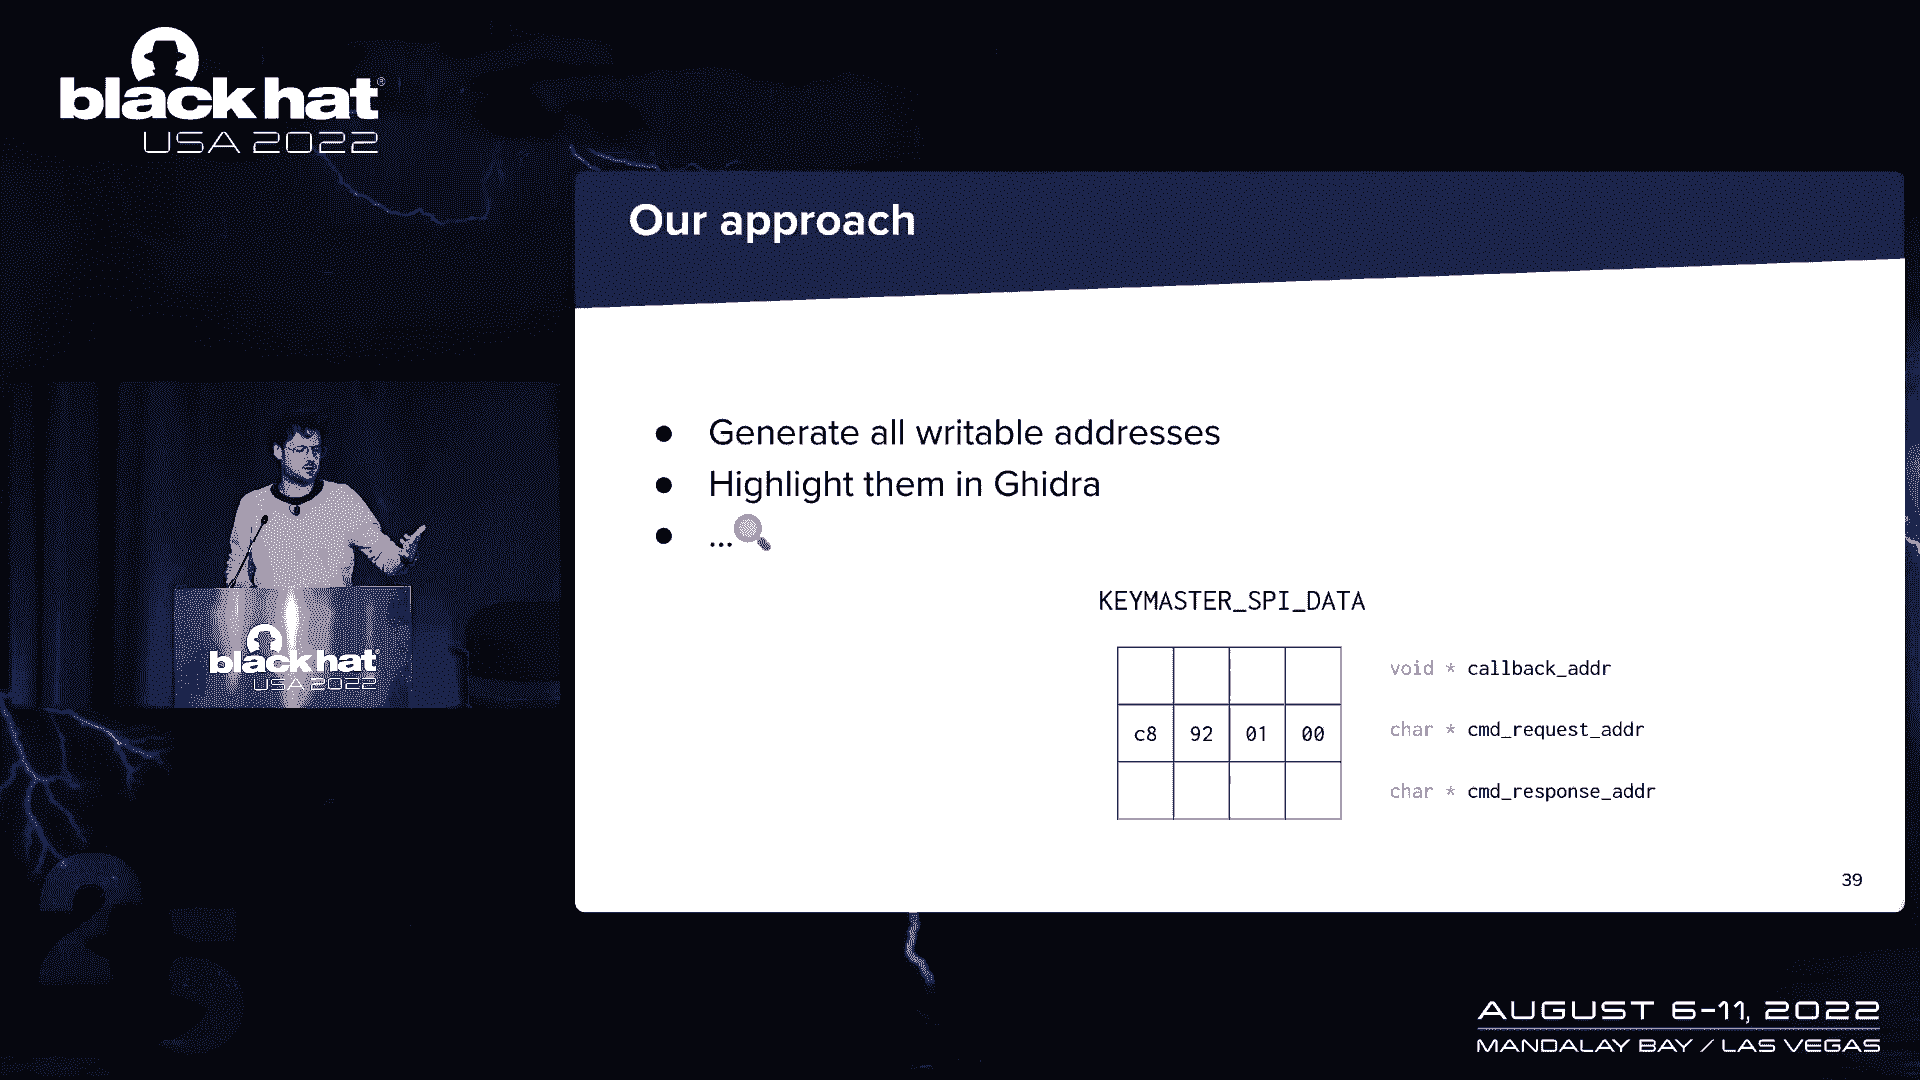 black hat®
USA 2022
Our approach
● Generate all writable addresses
● Highlight them in Ghidra
● ...
KEYMASTER_SPI_DATA
void * callback_addr
c8 92 01 00
char * cmd_request_addr
char * cmd_response_addr
39
black hat
USA 2022
25
AUGUST 6-11, 2022
MANDALAY BAY / LAS VEGAS